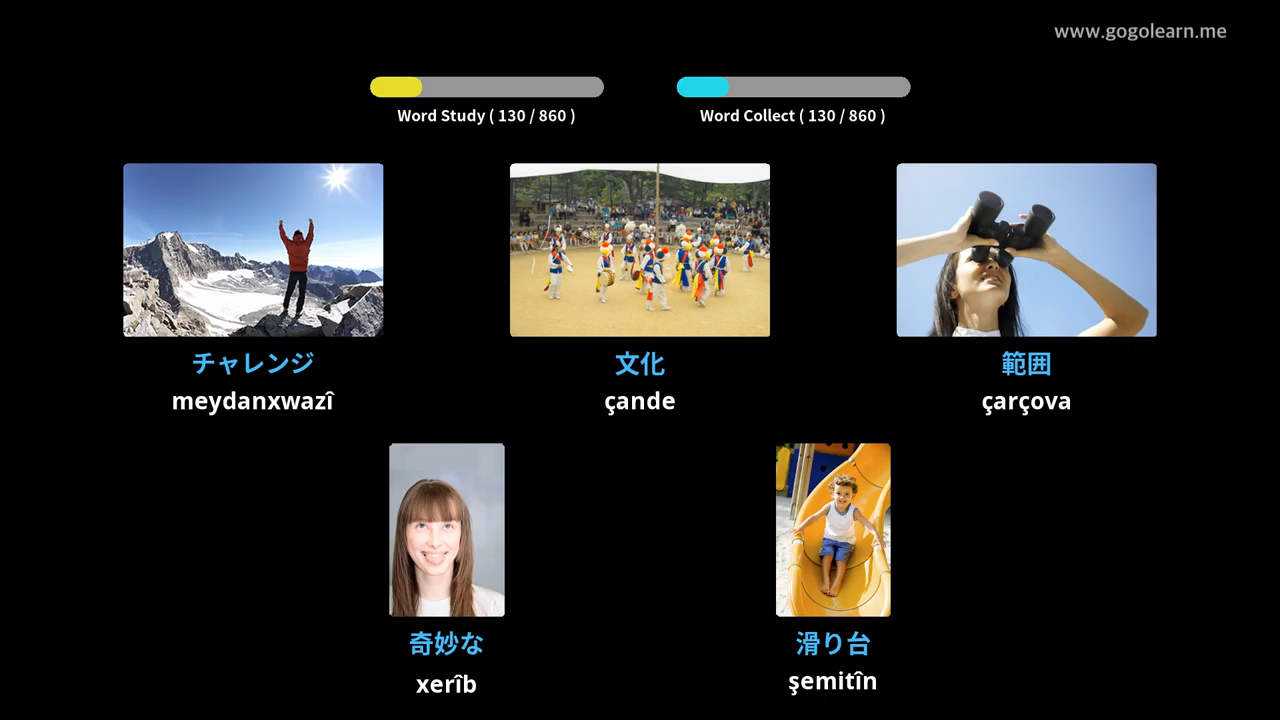 www.gogolearn.me
Word Study ( 130 / 860 )
Word Collect ( 130 / 860 )
チャレンジ
meydanxwazî
文化
çande
範囲
çarçova
奇妙な
xerîb
滑り台
şemitîn